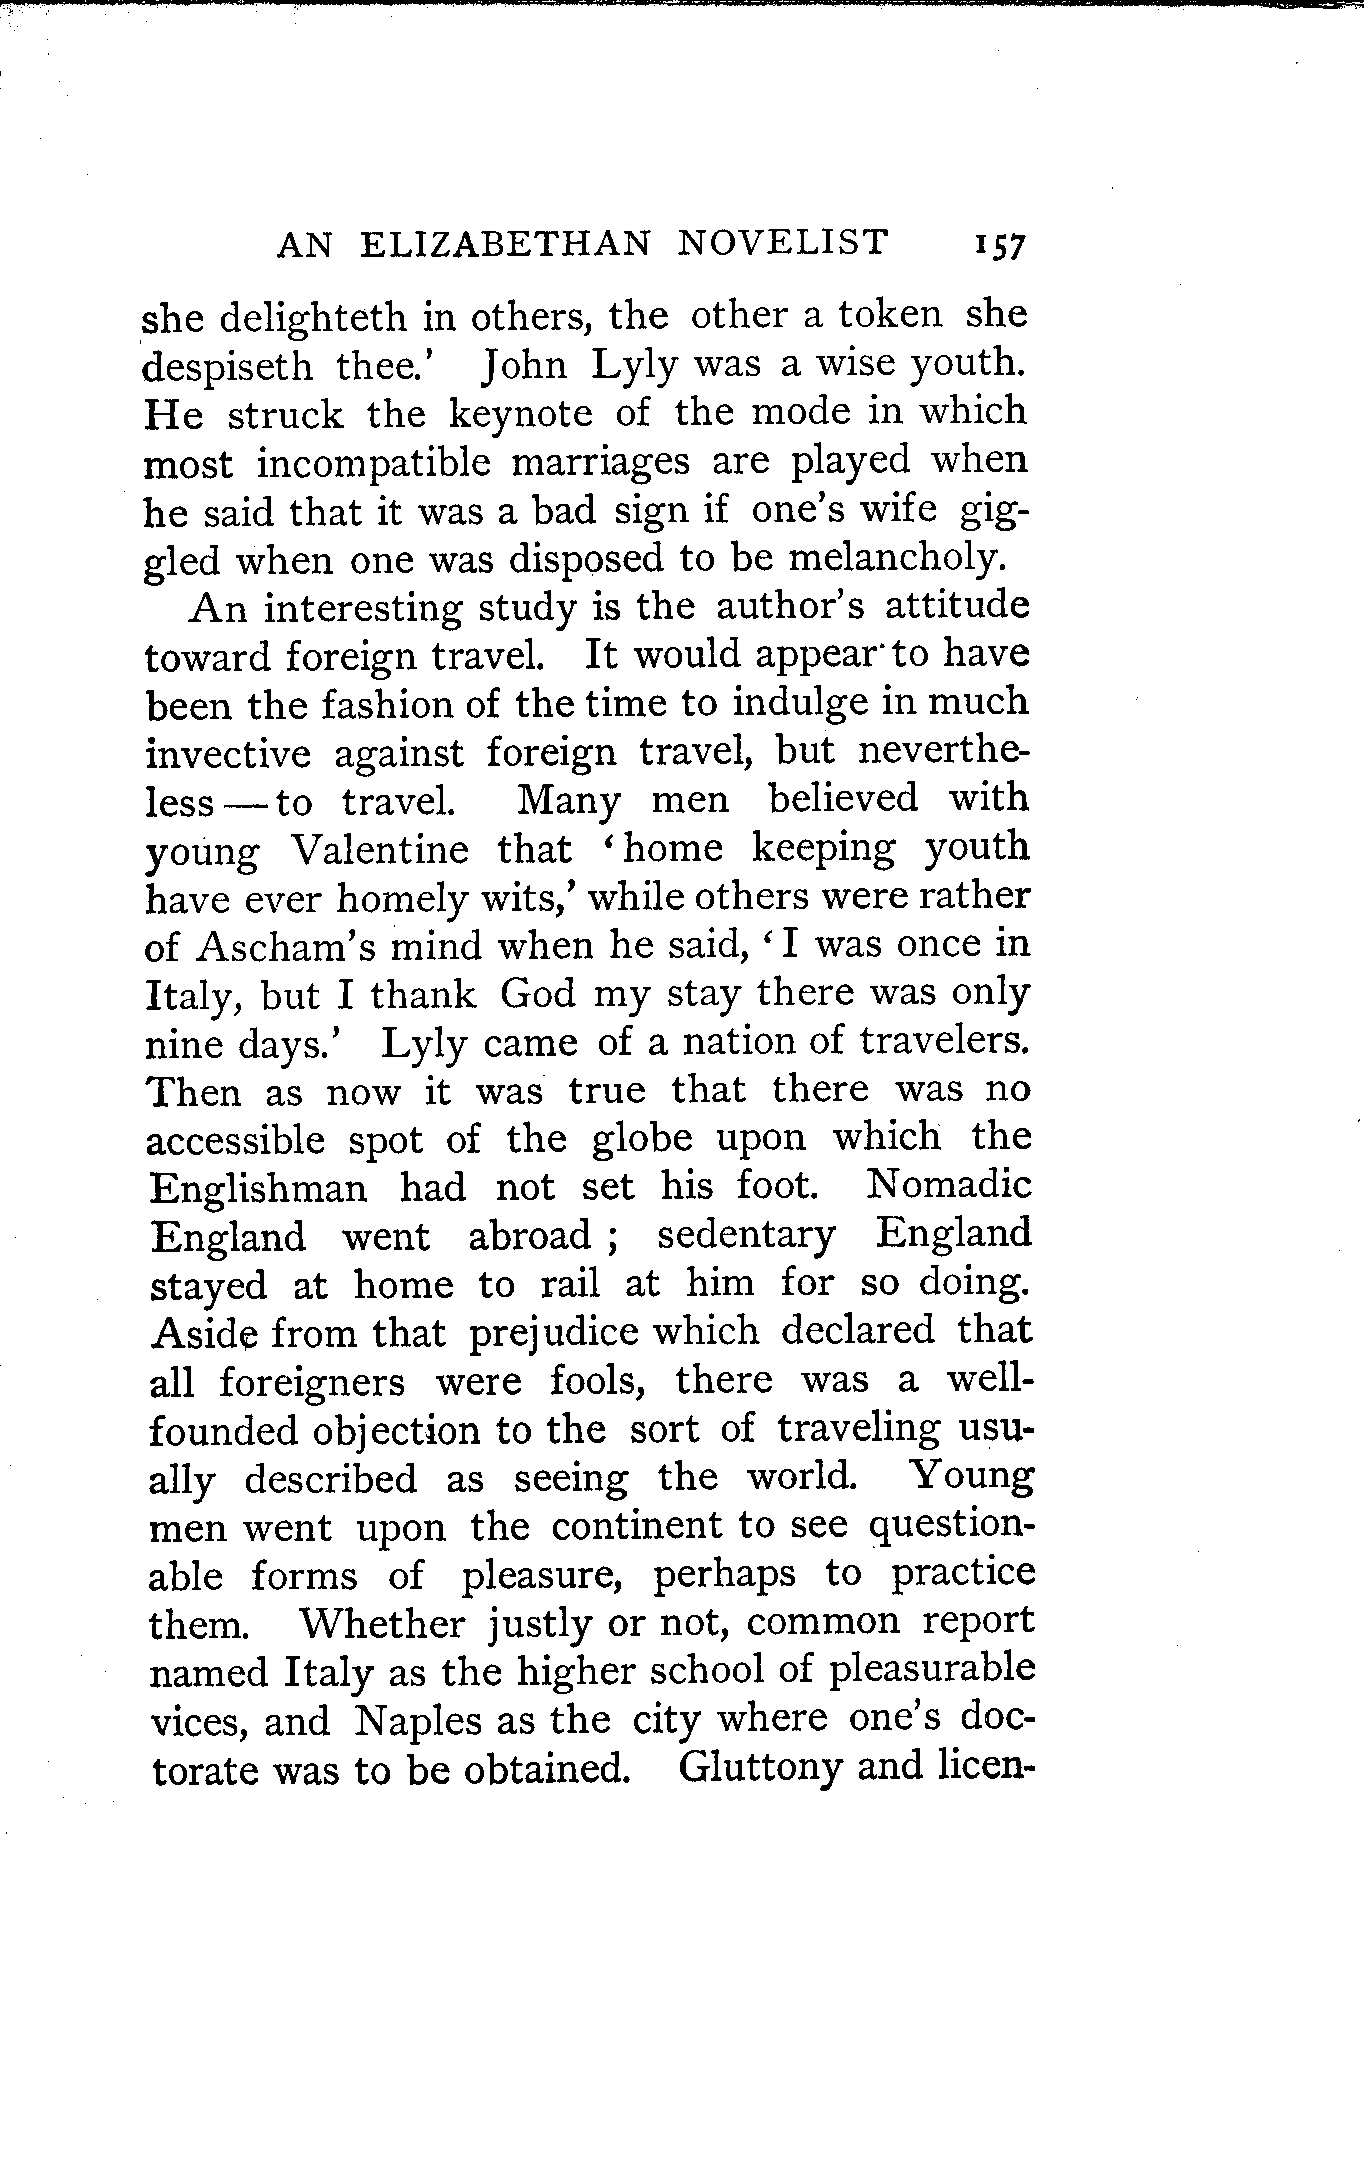 AN ELIZABETHAN NOVELIST 157
she delighteth in others, the other a token she
despiseth thee.' John Lyly was a wise youth.
He struck the keynote of the mode in which
most incompatible marriages are played when
he said that it was a bad sign if one's wife gig-
gled when one was disposed to be melancholy.
An interesting study is the author's attitude
toward foreign travel. It would appear to have
been the fashion of the time to indulge in much
invective against foreign travel, but neverthe-
less — to travel. Many men believed with
young Valentine that ‘home keeping youth
have ever homely wits,’ while others were rather
of Ascham's mind when he said, ‘I was once in
Italy, but I thank God my stay there was only
nine days.’ Lyly came of a nation of travelers.
Then as now it was true that there was no
accessible spot of the globe upon which the
Englishman had not set his foot. Nomadic
England went abroad ; sedentary England
stayed at home to rail at him for so doing.
Aside from that prejudice which declared that
all foreigners were fools, there was a well-
founded objection to the sort of traveling usu-
ally described as seeing the world. Young
men went upon the continent to see question-
able forms of pleasure, perhaps to practice
them. Whether justly or not, common report
named Italy as the higher school of pleasurable
vices, and Naples as the city where one's doc-
torate was to be obtained. Gluttony and licen-